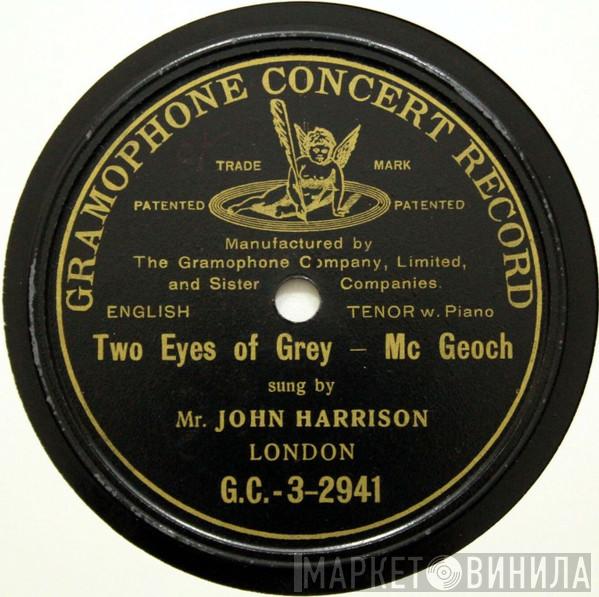 GRAMOPHONE CONCERT RECORD
TRADE MARK
PATENTED PATENTED
Manufactured by
The Gramophone Company, Limited,
and Sister Companies.
ENGLISH TENOR w. Piano
Two Eyes of Grey – Mc Geoch
sung by
Mr. JOHN HARRISON
LONDON
G.C.-3-2941
МАРКЕТ ВИНИЛА